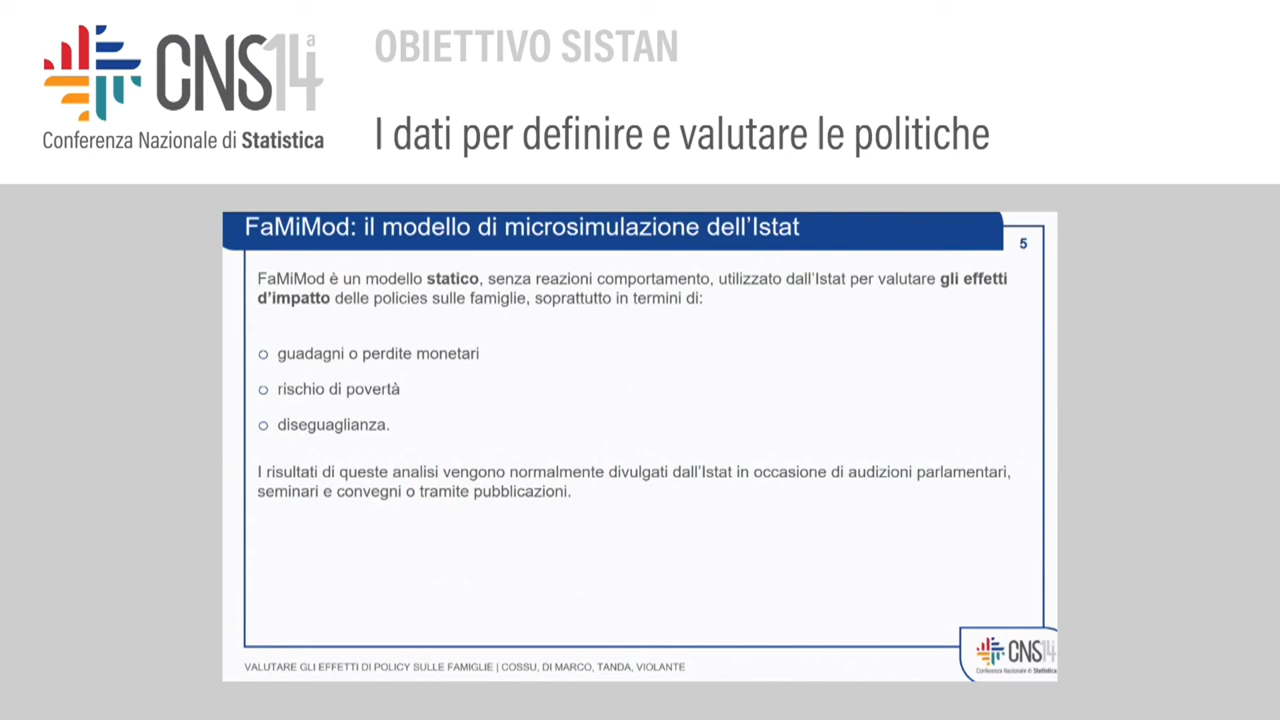 CNS14a
Conferenza Nazionale di Statistica
OBIETTIVO SISTAN
I dati per definire e valutare le politiche
FaMiMod: il modello di microsimulazione dell'Istat
5
FaMiMod è un modello statico, senza reazioni comportamento, utilizzato dall'Istat per valutare gli effetti
d'impatto delle policies sulle famiglie, soprattutto in termini di:
guadagni o perdite monetari
rischio di povertà
diseguaglianza.
I risultati di queste analisi vengono normalmente divulgati dall'Istat in occasione di audizioni parlamentari,
seminari e convegni o tramite pubblicazioni.
VALUTARE GLI EFFETTI DI POLICY SULLE FAMIGLIE | COSSU, DI MARCO, TANDA, VIOLANTE
CNS14
Conferenza Nazionale di Statistica